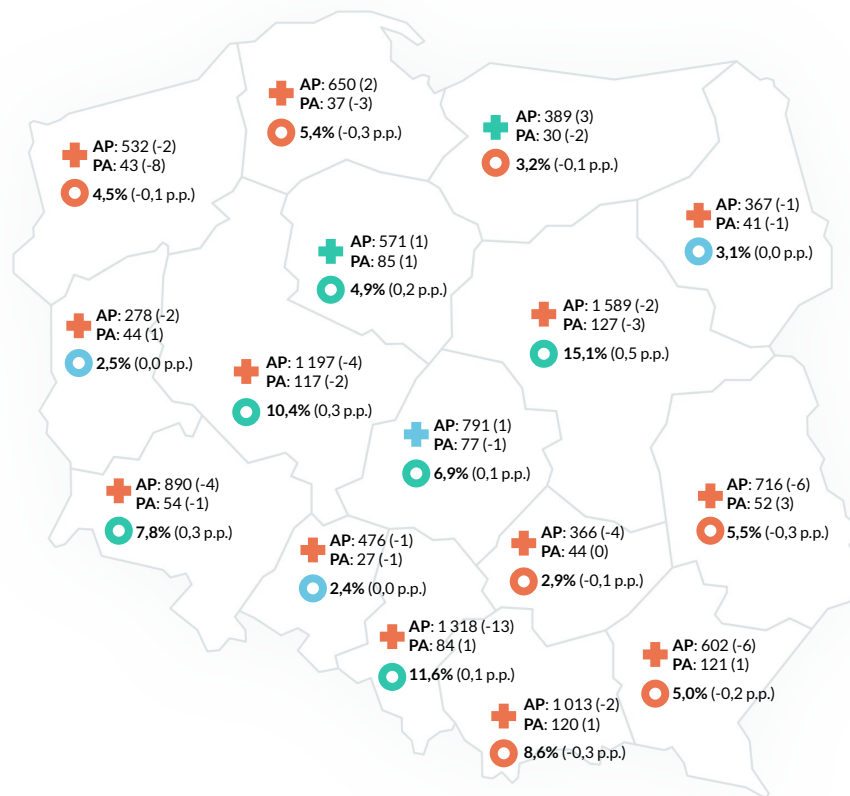 AP: 650 (2)
PA: 37 (-3)
5,4% (-0,3 p.p.)
AP: 389 (3)
PA: 30 (-2)
3,2% (-0,1 p.p.)
AP: 532 (-2)
PA: 43 (-8)
4,5% (-0,1 p.p.)
AP: 367 (-1)
PA: 41 (-1)
3,1% (0,0 p.p.)
AP: 571 (1)
PA: 85 (1)
4,9% (0,2 p.p.)
AP: 278 (-2)
PA: 44 (1)
2,5% (0,0 p.p.)
AP: 1 589 (-2)
PA: 127 (-3)
15,1% (0,5 p.p.)
AP: 1 197 (-4)
PA: 117 (-2)
10,4% (0,3 p.p.)
AP: 791 (1)
PA: 77 (-1)
6,9% (0,1 p.p.)
AP: 890 (-4)
PA: 54 (-1)
7,8% (0,3 p.p.)
AP: 716 (-6)
PA: 52 (3)
5,5% (-0,3 p.p.)
AP: 476 (-1)
PA: 27 (-1)
2,4% (0,0 p.p.)
AP: 366 (-4)
PA: 44 (0)
2,9% (-0,1 p.p.)
AP: 1 318 (-13)
PA: 84 (1)
11,6% (0,1 p.p.)
AP: 602 (-6)
PA: 121 (1)
5,0% (-0,2 p.p.)
AP: 1 013 (-2)
PA: 120 (1)
8,6% (-0,3 p.p.)